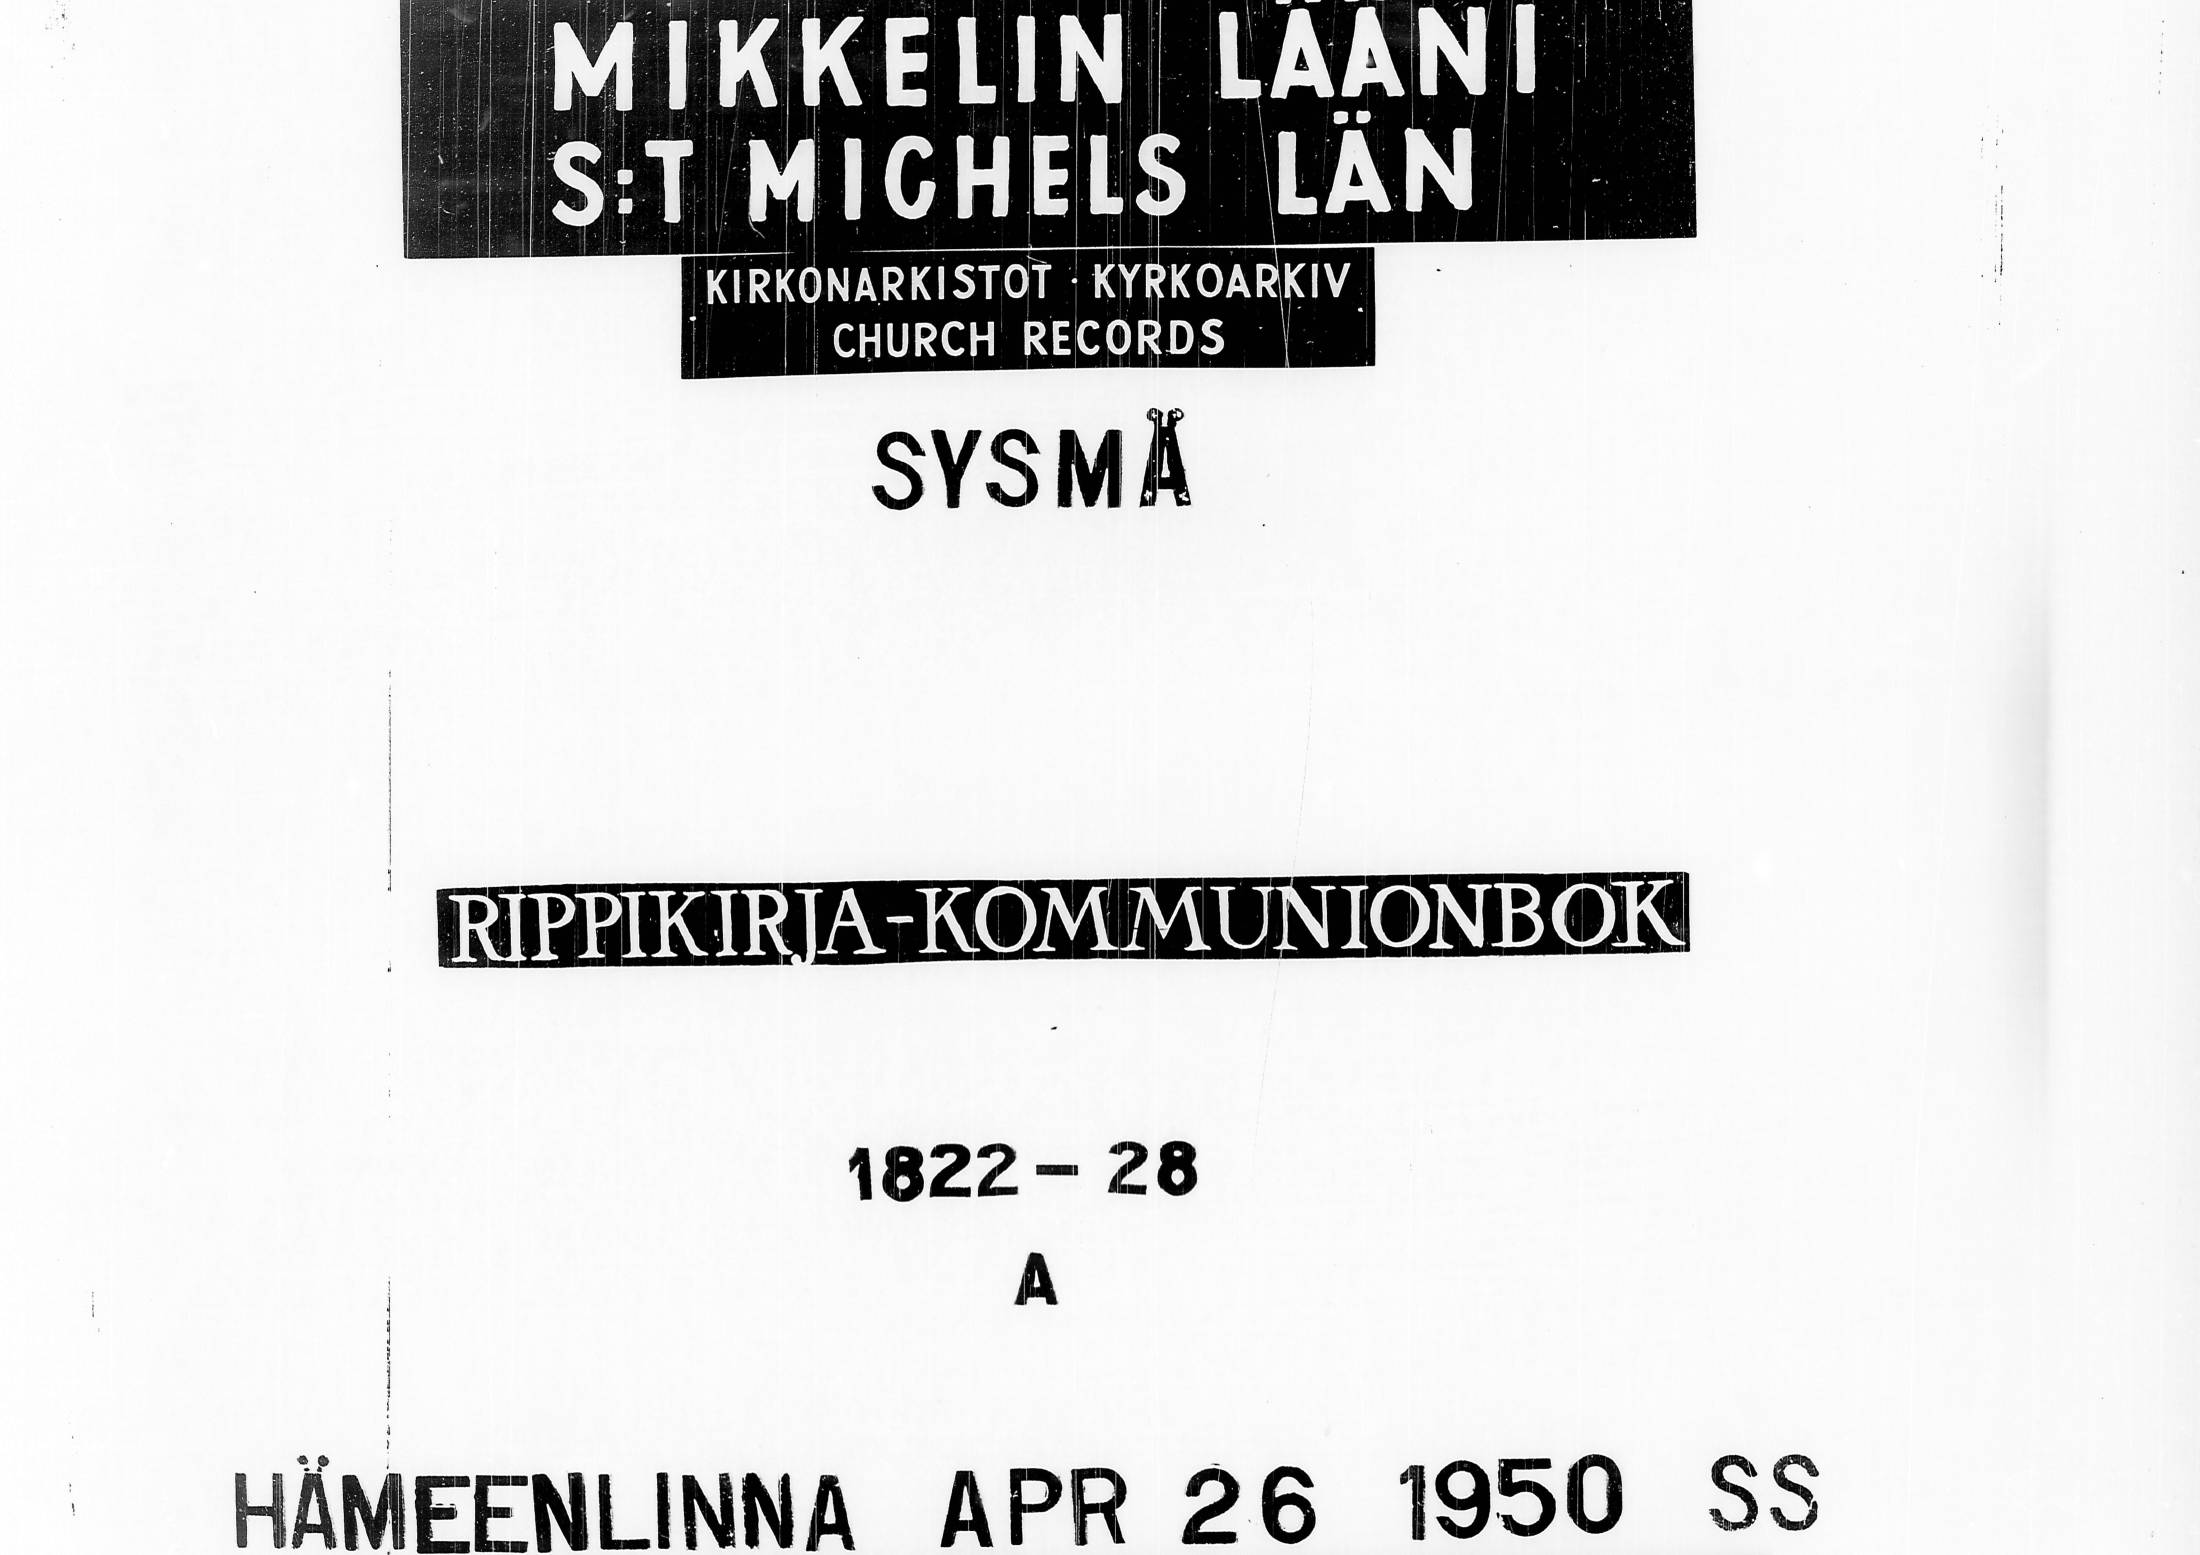 MIKKELIN LÄÄNI
S:T MICHELS LÄN
KIRKONARKISTOT · KYRKOARKIV
CHURCH RECORDS
SYSMÄ
RIPPIKIRJA-KOMMUNIONBOK
1822 - 28
A
HÄMEENLINNA APR 26 1950 SS